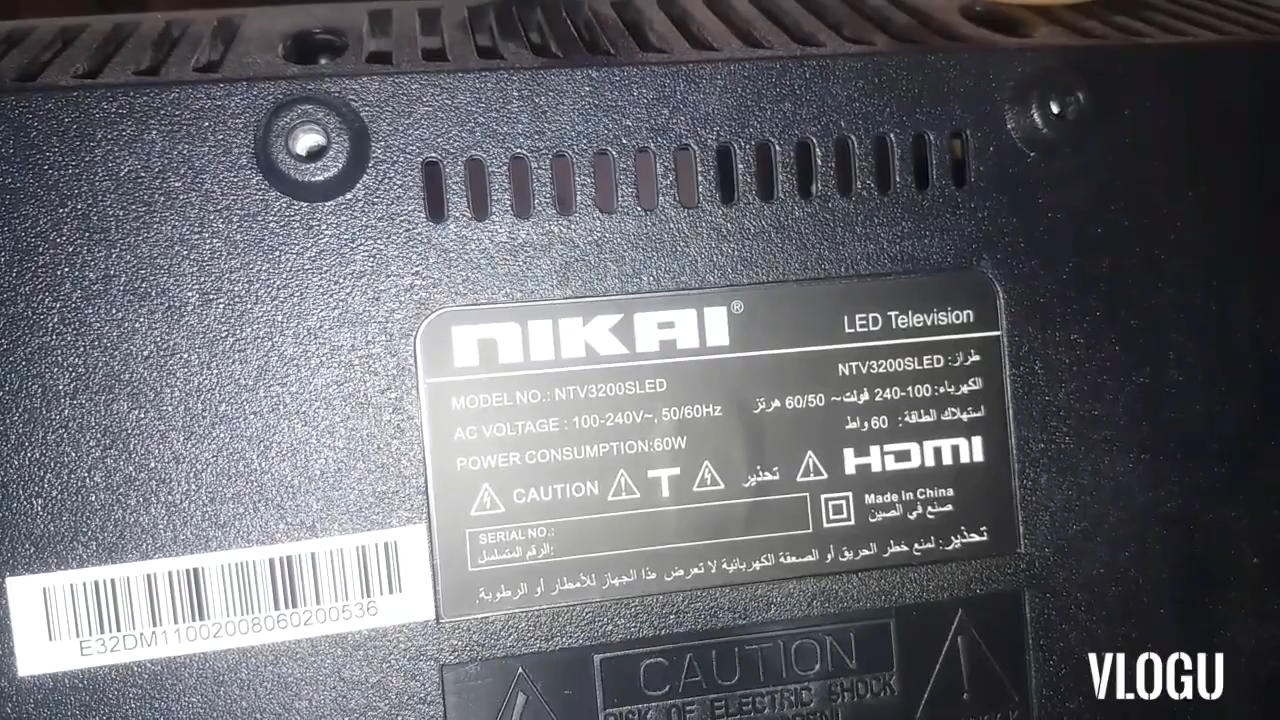 NIKAI®
LED Television
MODEL NO.: NTV3200SLED
طراز: NTV3200SLED
AC VOLTAGE : 100-240V~, 50/60Hz
الكهرباء: 100-240 فولت~ 60/50 هرتز
POWER CONSUMPTION:60W
استهلاك الطاقة: 60 واط
CAUTION T تحذير HDMI
SERIAL NO.:
الرقم المتسلسل:
Made In China
صنع في الصين
تحذير: لمنع خطر الحريق أو الصعقة الكهربائية لا تعرض هذا الجهاز للأمطار أو الرطوبة.
E32DM11002008060200536
CAUTION
RISK OF ELECTRIC SHOCK
VLOGU